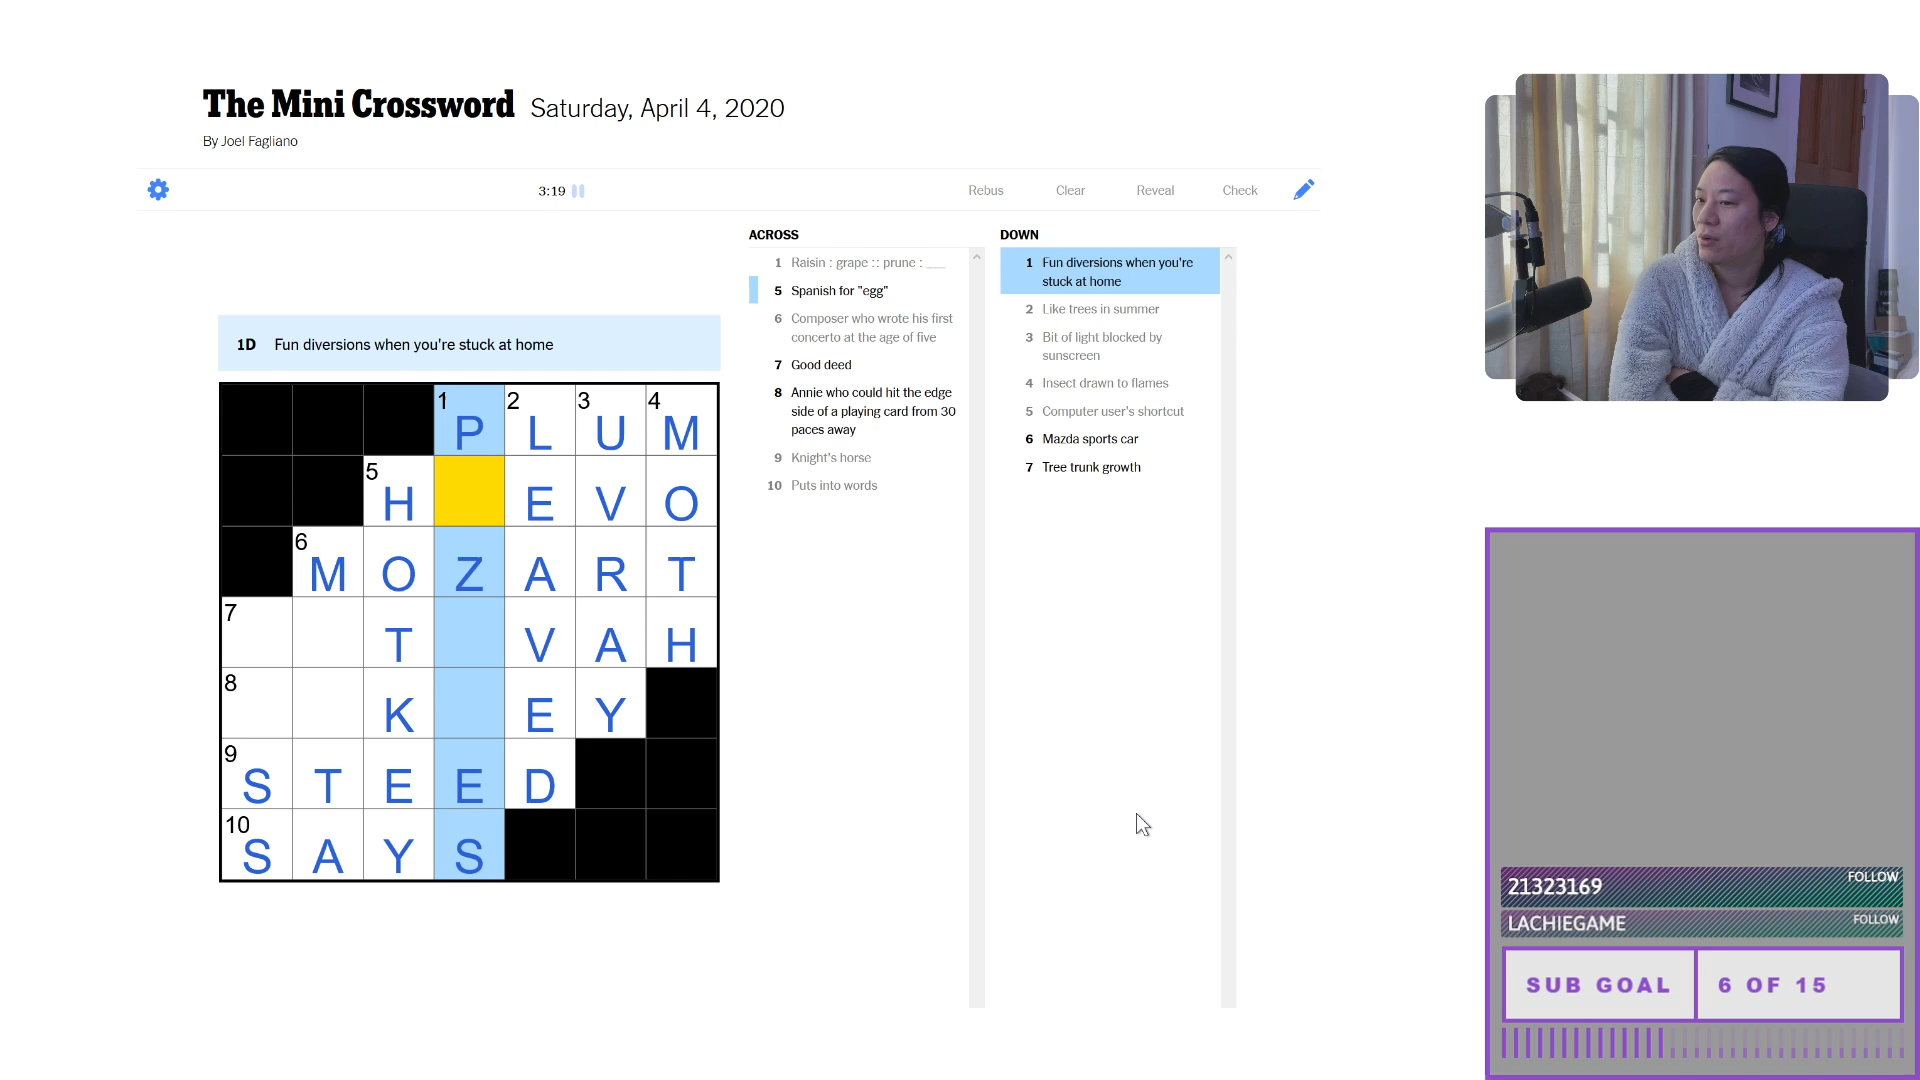 The Mini Crossword Saturday, April 4, 2020
By Joel Fagliano
3:19
Rebus Clear Reveal Check
1D Fun diversions when you're stuck at home
1 P 2 L 3 U 4 M
5 H E V O
6 M O Z A R T
7 T V A H
8 K E Y
9 S T E E D
10 S A Y S
ACROSS
1 Raisin : grape :: prune : ___
5 Spanish for "egg"
6 Composer who wrote his first
concerto at the age of five
7 Good deed
8 Annie who could hit the edge
side of a playing card from 30
paces away
9 Knight's horse
10 Puts into words
DOWN
1 Fun diversions when you're
stuck at home
2 Like trees in summer
3 Bit of light blocked by
sunscreen
4 Insect drawn to flames
5 Computer user's shortcut
6 Mazda sports car
7 Tree trunk growth
21323169 FOLLOW
LACHIEGAME FOLLOW
SUB GOAL 6 OF 15